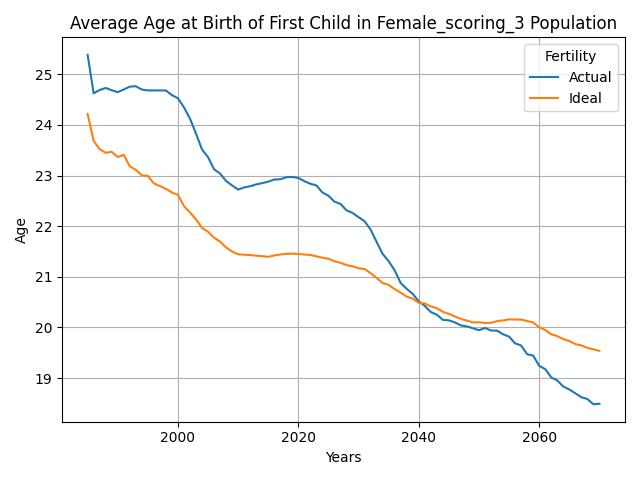 Average Age at Birth of First Child in Female_scoring_3 Population
Fertility
Actual
Ideal
Age
25
24
23
22
21
20
19
2000 2020 2040 2060
Years